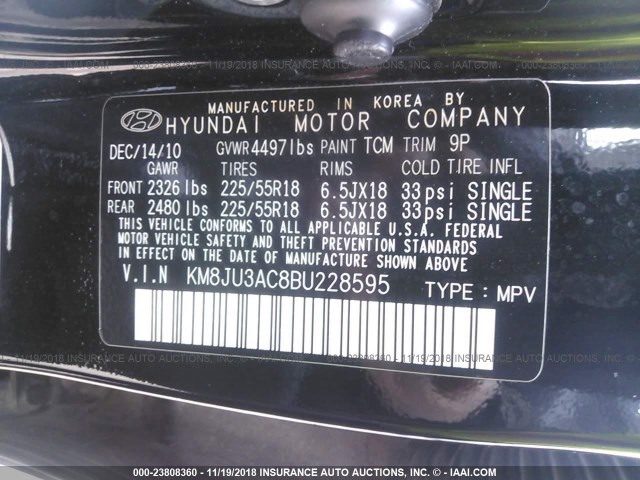 MANUFACTURED IN KOREA BY
HYUNDAI MOTOR COMPANY
DEC/14/10 GVWR 4497 lbs PAINT TCM TRIM 9P
GAWR TIRES RIMS COLD TIRE INFL
FRONT 2326 lbs 225/55R18 6.5JX18 33psi SINGLE
REAR 2480 lbs 225/55R18 6.5JX18 33psi SINGLE
THIS VEHICLE CONFORMS TO ALL APPLICABLE U.S.A. FEDERAL
MOTOR VEHICLE SAFETY AND THEFT PREVENTION STANDARDS
IN EFFECT ON THE DATE OF MANUFACTURE SHOWN ABOVE
V.I.N KM8JU3AC8BU228595 TYPE : MPV
00-23808360 - 11/19/2018 INSURANCE AUTO AUCTIONS, INC. - © IAAI.COM